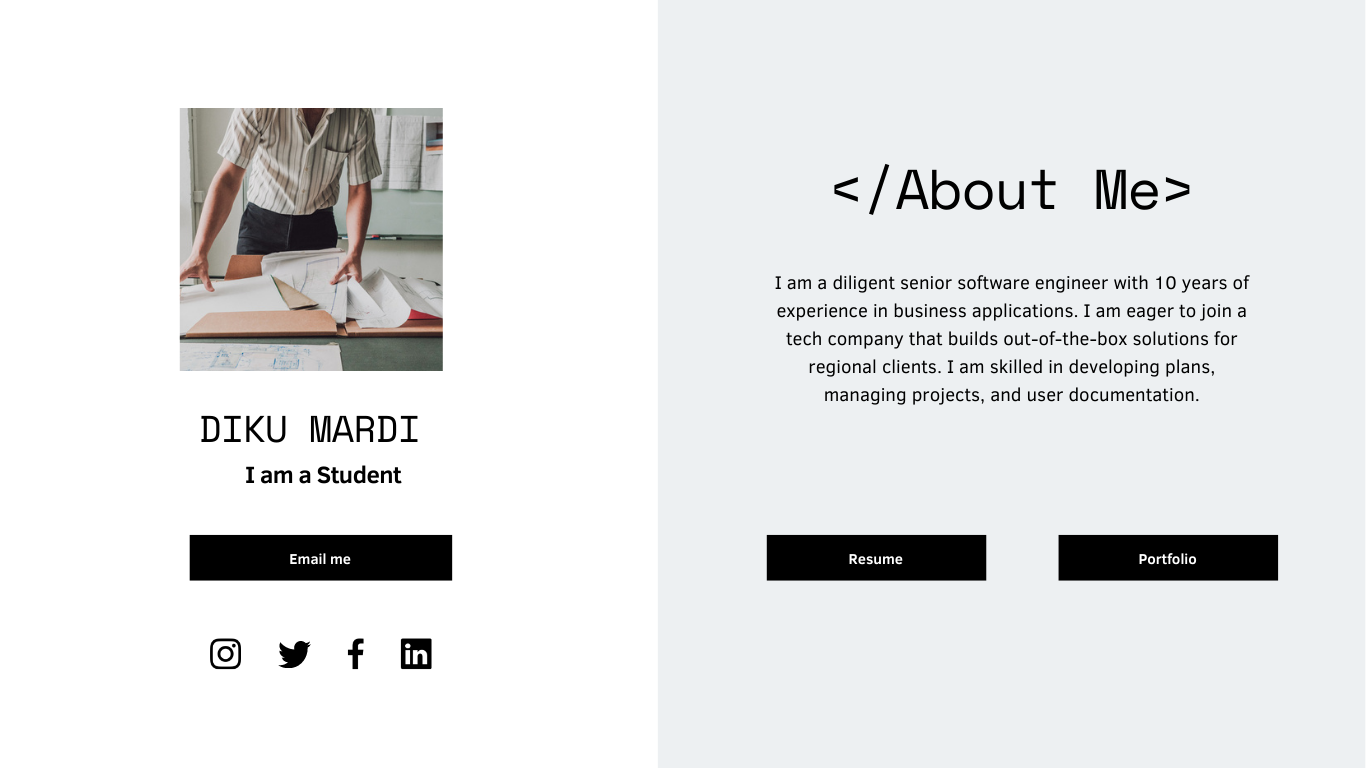 DIKU MARDI
I am a Student
Email me
</About Me>
I am a diligent senior software engineer with 10 years of
experience in business applications. I am eager to join a
tech company that builds out-of-the-box solutions for
regional clients. I am skilled in developing plans,
managing projects, and user documentation.
Resume
Portfolio